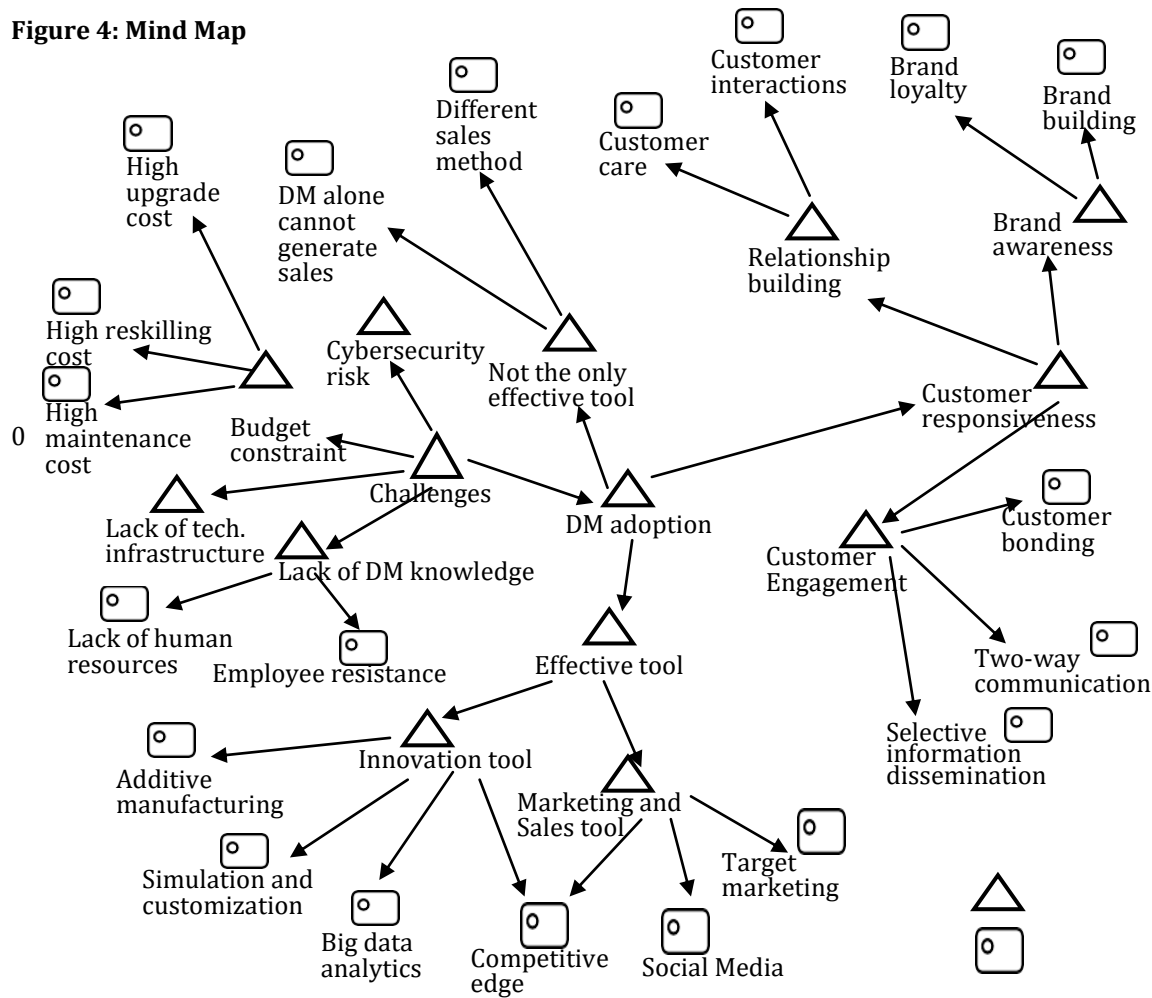 Figure 4: Mind Map
Customer
interactions
Brand
loyalty
Brand
building
Different
sales
method
Customer
care
High
upgrade
cost
DM alone
cannot
generate
sales
Brand
awareness
Relationship
building
High reskilling
cost
Cybersecurity
risk
Not the only
effective tool
Customer
responsiveness
0
High
maintenance
cost
Budget
constraint
Challenges
DM adoption
Lack of tech.
infrastructure
Lack of DM knowledge
Customer
bonding
Customer
Engagement
Lack of human
resources
Employee resistance
Effective tool
Two-way
communication
Selective
information
dissemination
Innovation tool
Additive
manufacturing
Marketing and
Sales tool
Target
marketing
Simulation and
customization
Big data
analytics
Competitive
edge
Social Media